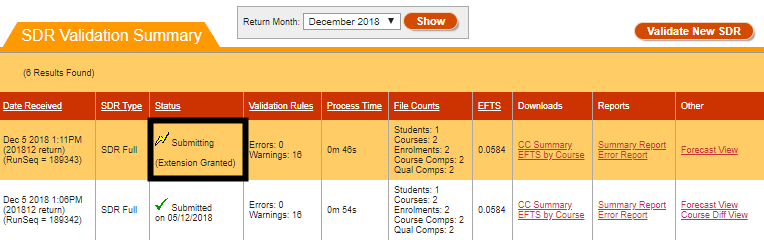 Return Month: December 2018 Show
SDR Validation Summary
Validate New SDR
(6 Results Found)
Date Received SDR Type Status Validation Rules Process Time File Counts EFTS Downloads Reports Other
Dec 5 2018 1:11PM
(201812 return)
(RunSeq = 189343)
SDR Full
Submitting
(Extension Granted)
Errors: 0
Warnings: 16
0m 46s
Students: 1
Courses: 2
Enrolments: 2
Course Comps: 2
Qual Comps: 2
0.0584
CC Summary
EFTS by Course
Summary Report
Error Report
Forecast View
Dec 5 2018 1:06PM
(201812 return)
(RunSeq = 189342)
SDR Full
Submitted
on 05/12/2018
Errors: 0
Warnings: 16
0m 54s
Students: 1
Courses: 2
Enrolments: 2
Course Comps: 2
Qual Comps: 2
0.0584
CC Summary
EFTS by Course
Summary Report
Error Report
Forecast View
Course Diff View